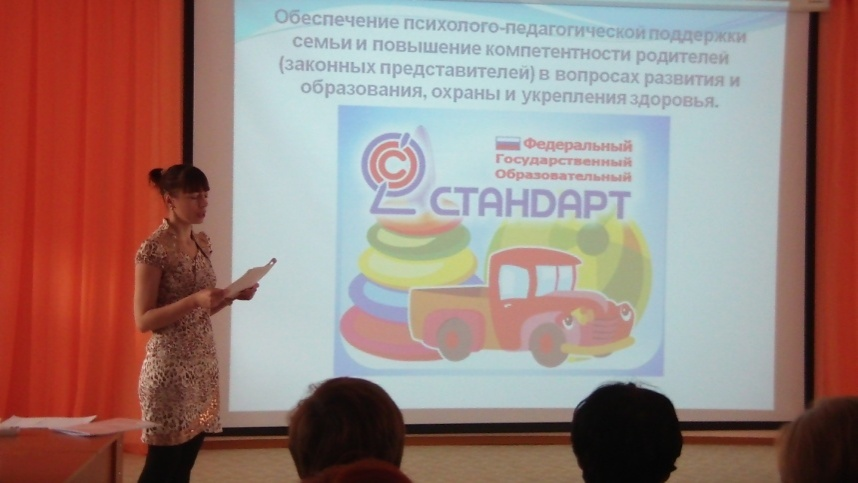 Обеспечение психолого-педагогической поддержки
семьи и повышение компетентности родителей
(законных представителей) в вопросах развития и
образования, охраны и укрепления здоровья.
Федеральный
Государственный
Образовательный
СТАНДАРТ